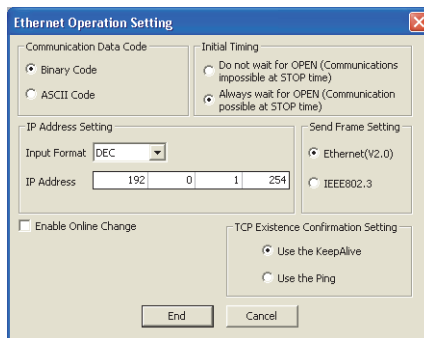 Ethernet Operation Setting
Communication Data Code
Binary Code
ASCII Code
Initial Timing
Do not wait for OPEN (Communications
impossible at STOP time)
Always wait for OPEN (Communication
possible at STOP time)
IP Address Setting
Input Format DEC
IP Address 192 0 1 254
Send Frame Setting
Ethernet(V2.0)
IEEE802.3
Enable Online Change
TCP Existence Confirmation Setting
Use the KeepAlive
Use the Ping
End Cancel